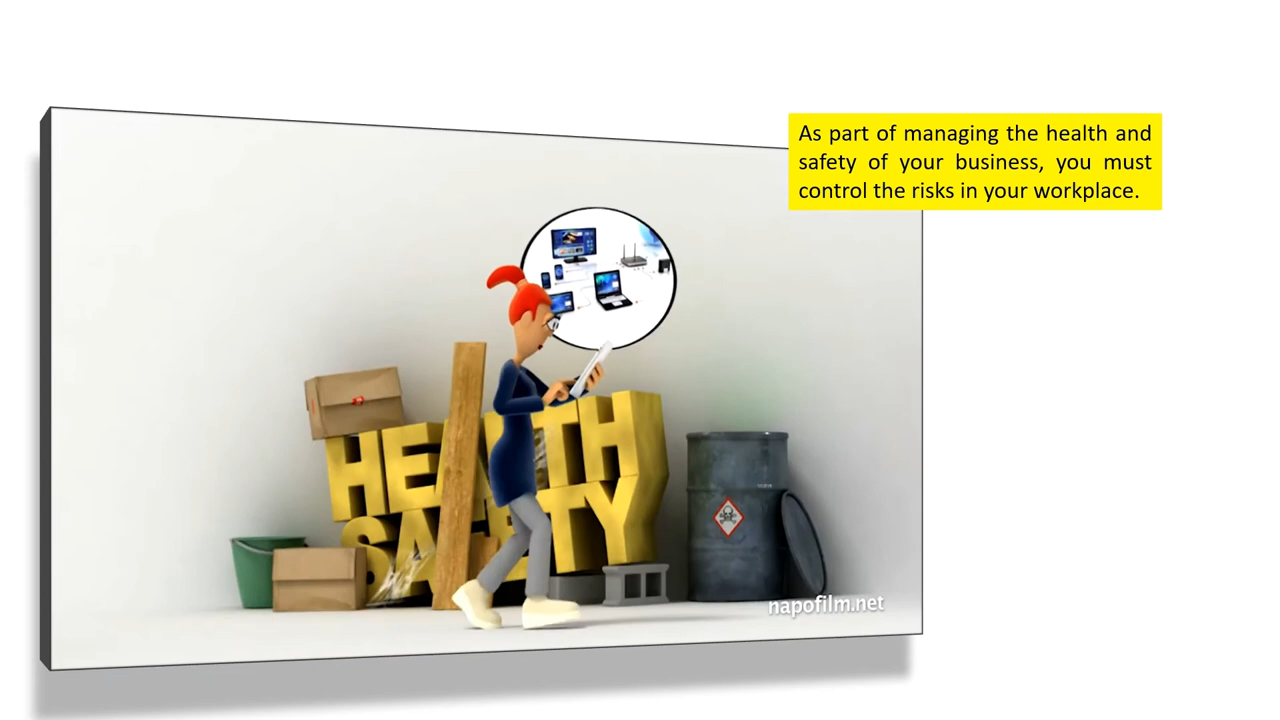 As part of managing the health and
safety of your business, you must
control the risks in your workplace.
HEALTH
SAFETY
napofilm.net